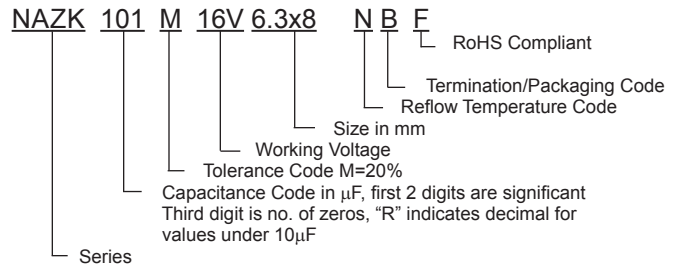 NAZK 101 M 16V 6.3x8 N B F
RoHS Compliant
Termination/Packaging Code
Reflow Temperature Code
Size in mm
Working Voltage
Tolerance Code M=20%
Capacitance Code in μF, first 2 digits are significant
Third digit is no. of zeros, “R” indicates decimal for
values under 10μF
Series